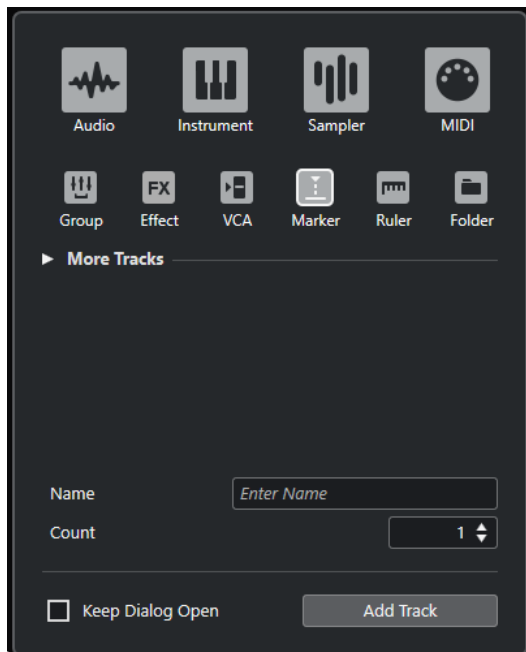 Audio Instrument Sampler MIDI
FX
Group Effect VCA Marker Ruler Folder
More Tracks
Name Enter Name
Count 1
Keep Dialog Open Add Track